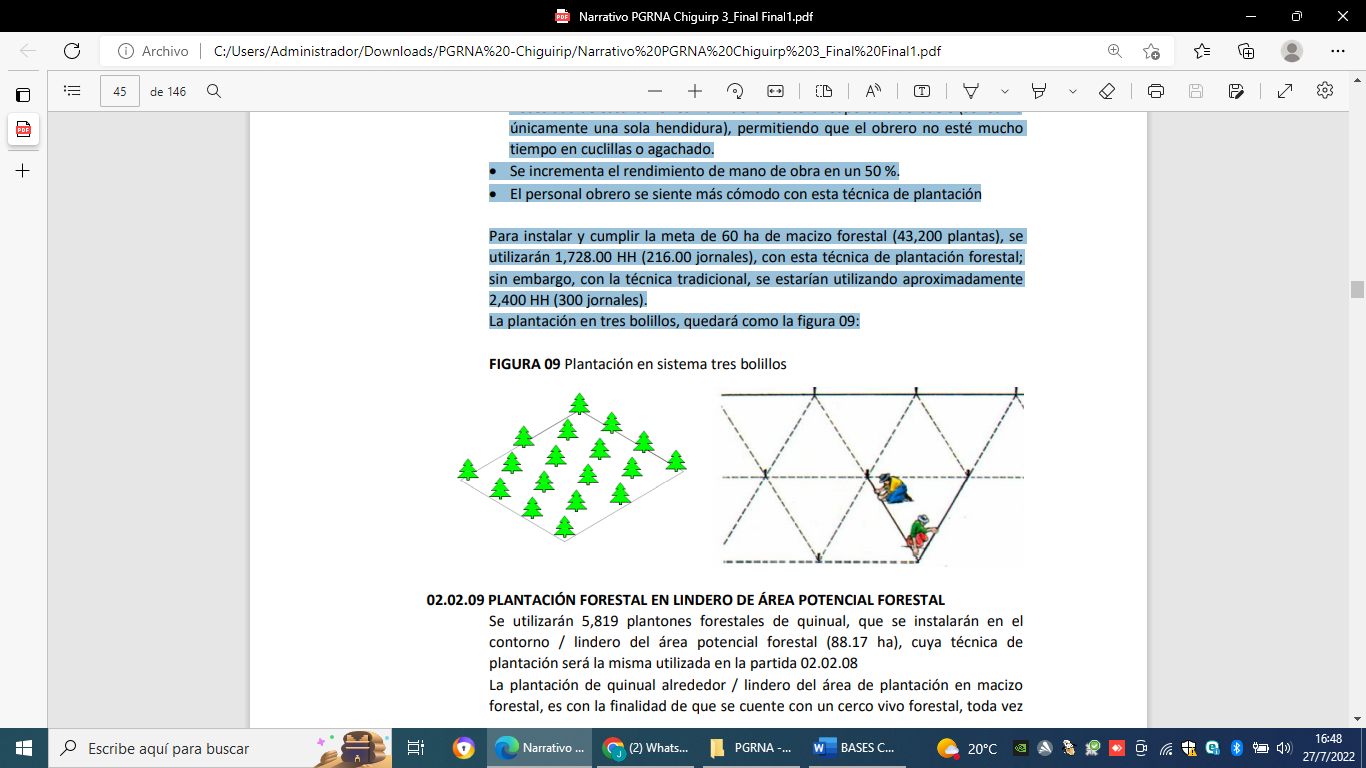 Narrativo PGRNA Chiguirp 3_Final Final1.pdf
Archivo
C:/Users/Administrador/Downloads/PGRNA%20-Chiguirip/Narrativo%20PGRNA%20Chiguirp%203_Final%20Final1.pdf
45 de 146
únicamente una sola hendidura), permitiendo que el obrero no esté mucho
tiempo en cuclillas o agachado.
• Se incrementa el rendimiento de mano de obra en un 50 %.
• El personal obrero se siente más cómodo con esta técnica de plantación
Para instalar y cumplir la meta de 60 ha de macizo forestal (43,200 plantas), se
utilizarán 1,728.00 HH (216.00 jornales), con esta técnica de plantación forestal;
sin embargo, con la técnica tradicional, se estarían utilizando aproximadamente
2,400 HH (300 jornales).
La plantación en tres bolillos, quedará como la figura 09:
FIGURA 09 Plantación en sistema tres bolillos
02.02.09 PLANTACIÓN FORESTAL EN LINDERO DE ÁREA POTENCIAL FORESTAL
Se utilizarán 5,819 plantones forestales de quinual, que se instalarán en el
contorno / lindero del área potencial forestal (88.17 ha), cuya técnica de
plantación será la misma utilizada en la partida 02.02.08
La plantación de quinual alrededor / lindero del área de plantación en macizo
forestal, es con la finalidad de que se cuente con un cerco vivo forestal, toda vez
Escribe aquí para buscar
Narrativo ...
(2) Whats...
PGRNA -...
BASES C...
20°C
16:48
27/7/2022